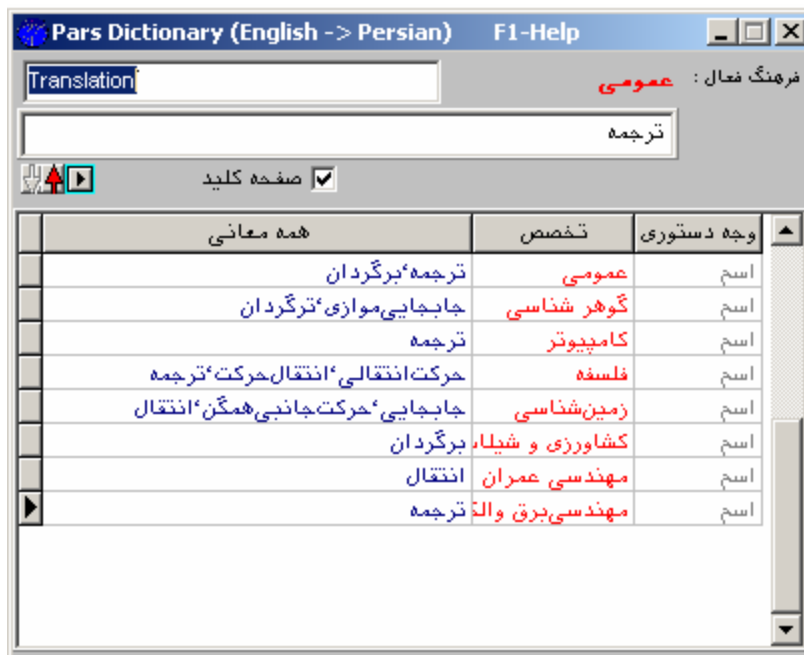 Pars Dictionary (English -> Persian) F1-Help
Translation
فرهنگ فعال : عمومی
ترجمه
صفحه کلید
وجه دستوری تخصص همه معانی
اسم عمومی ترجمه،برگردان
اسم گوهر شناسی جابجایی‌موازی،ترگردان
اسم کامپیوتر ترجمه
اسم فلسفه حرکت‌انتقالی،انتقال‌حرکت،ترجمه
اسم زمین‌شناسی جابجایی،حرکت‌جانبی‌همگن،انتقال
اسم کشاورزی و برگردان
اسم مهندسی عمران انتقال
اسم مهندسی‌برق ترجمه